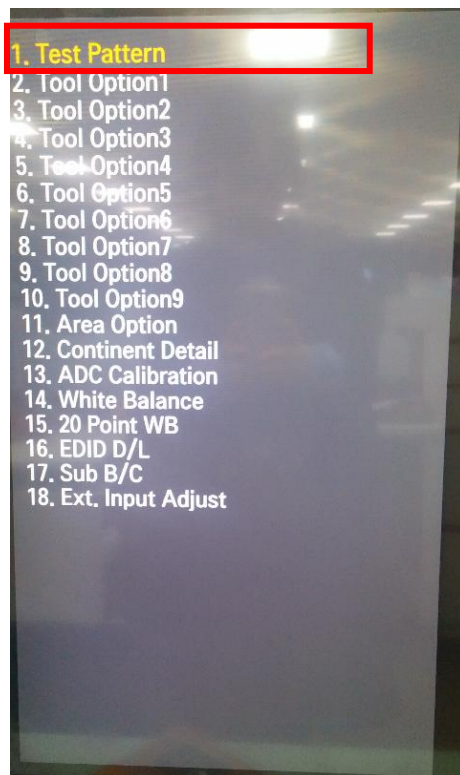 1. Test Pattern
2. Tool Option1
3. Tool Option2
4. Tool Option3
5. Tool Option4
6. Tool Option5
7. Tool Option6
8. Tool Option7
9. Tool Option8
10. Tool Option9
11. Area Option
12. Continent Detail
13. ADC Calibration
14. White Balance
15. 20 Point WB
16. EDID D/L
17. Sub B/C
18. Ext. Input Adjust